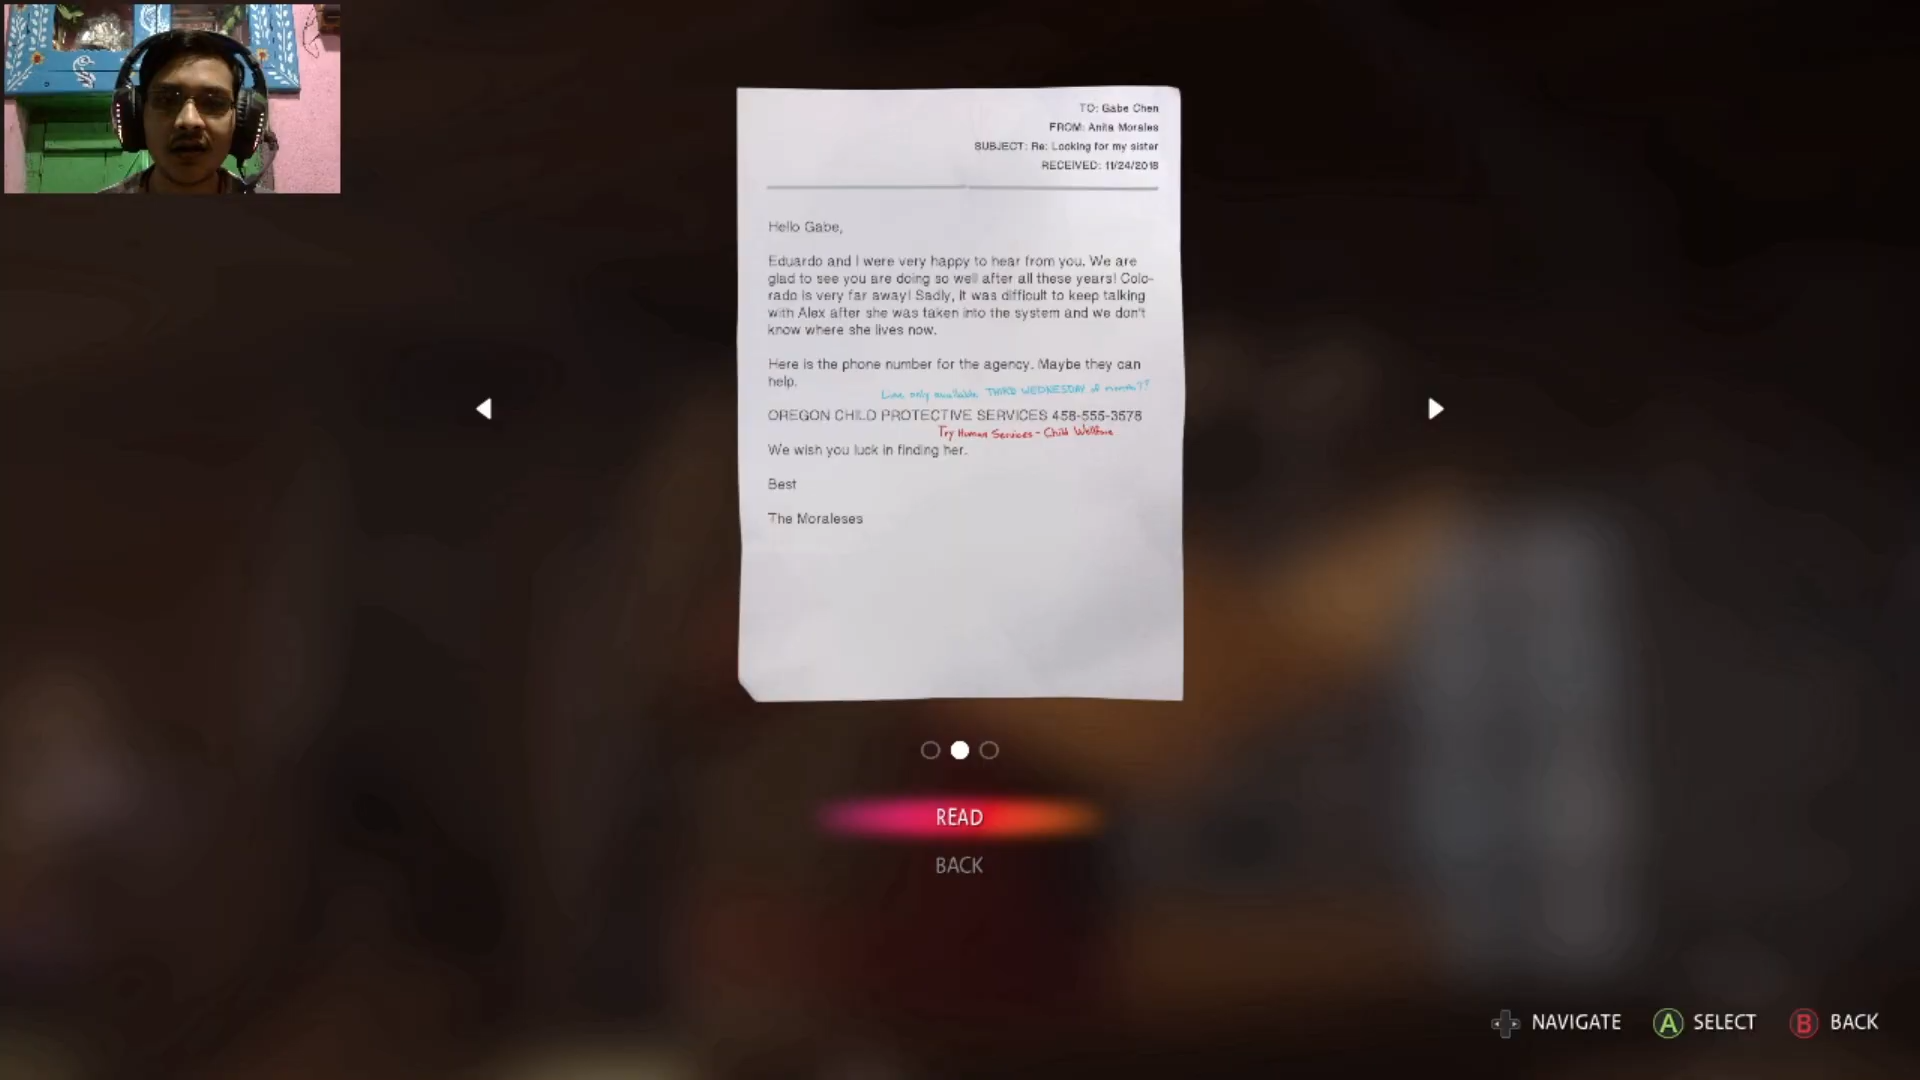 TO: Gabe Chen
FROM: Anita Morales
SUBJECT: Re: Looking for my sister
RECEIVED: 11/24/2018
Hello Gabe,
Eduardo and I were very happy to hear from you. We are
glad to see you are doing so well after all these years! Colo-
rado is very far away! Sadly, it was difficult to keep talking
with Alex after she was taken into the system and we don't
know where she lives now.
Here is the phone number for the agency. Maybe they can
help.
Line only available THIRD WEDNESDAY of month??
OREGON CHILD PROTECTIVE SERVICES 458-555-3578
Try Human Services - Child Welfare
We wish you luck in finding her.
Best
The Moraleses
READ
BACK
NAVIGATE
A SELECT
B BACK